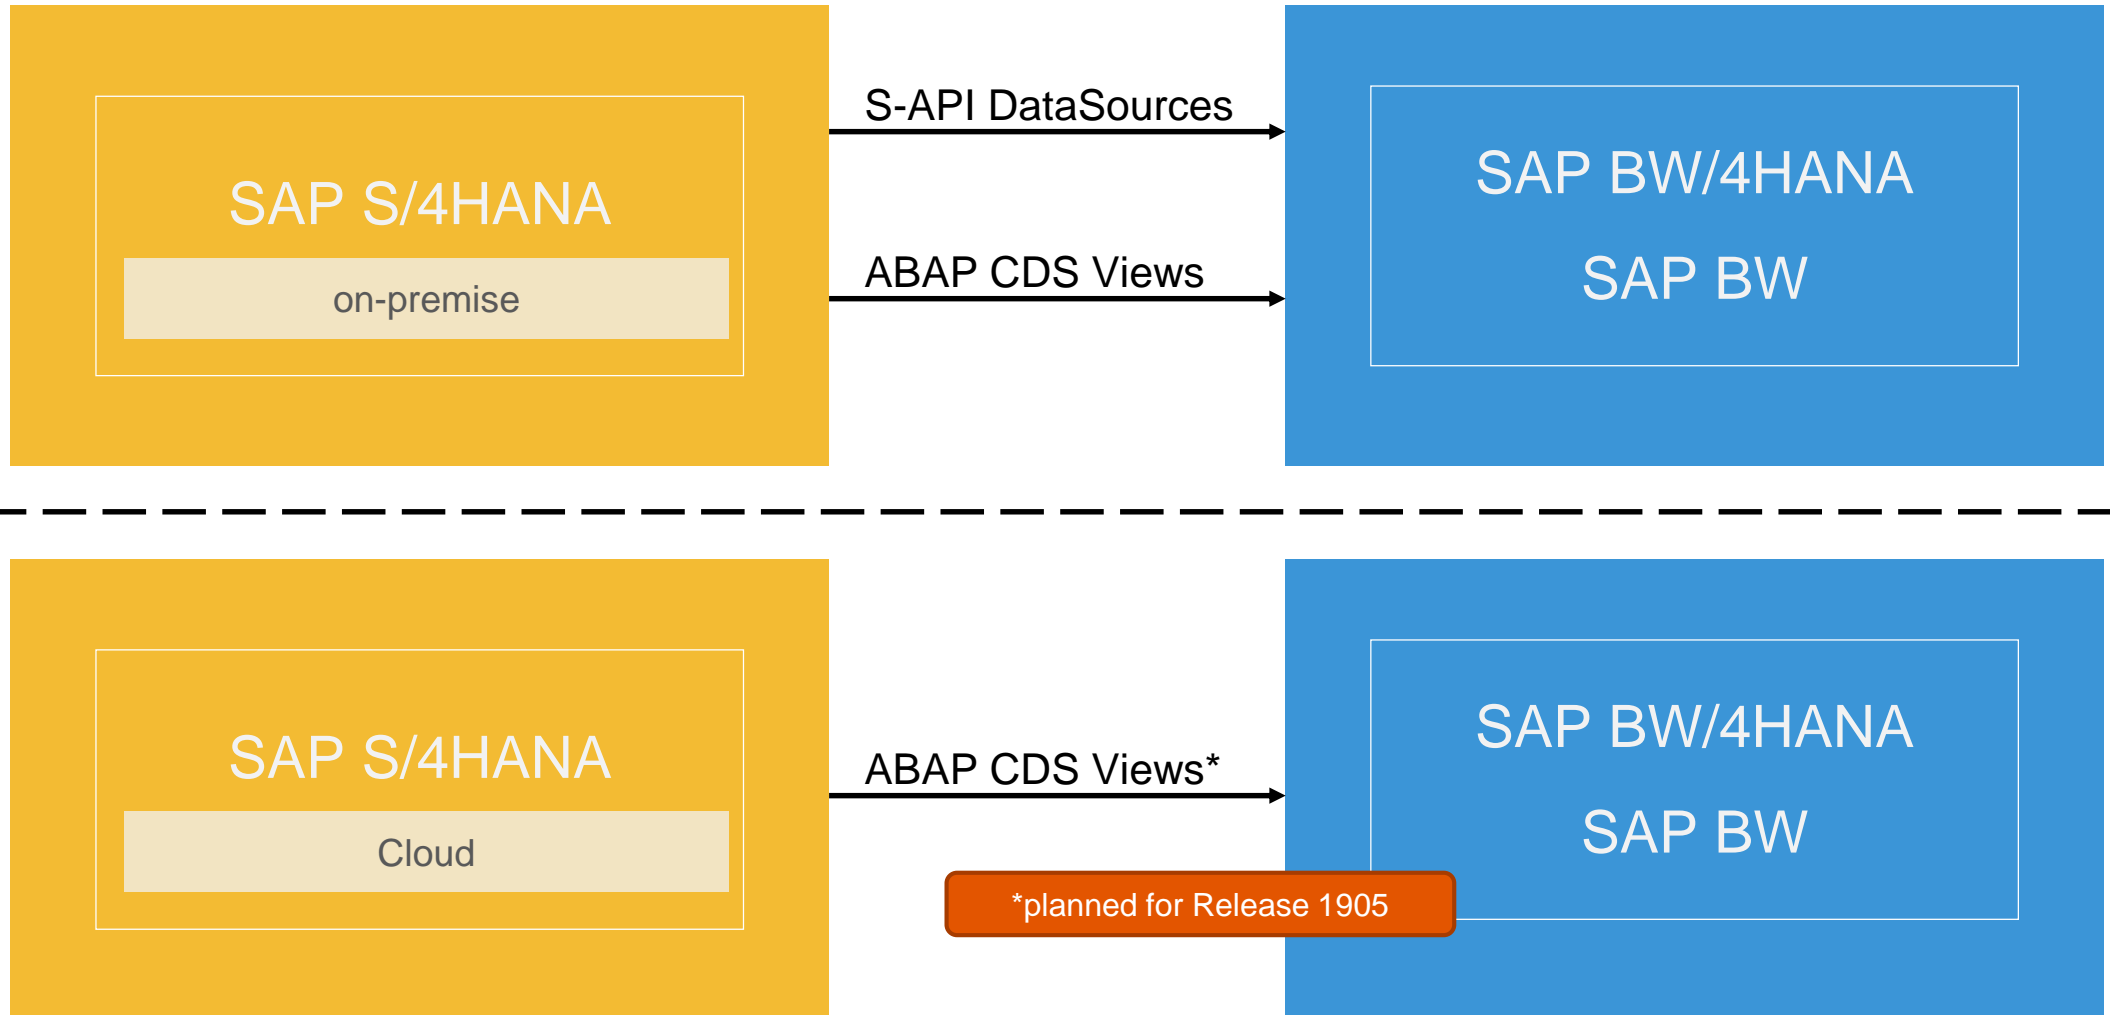 S-API DataSources
SAP S/4HANA
on-premise
ABAP CDS Views
SAP BW/4HANA
SAP BW
SAP S/4HANA
Cloud
ABAP CDS Views*
*planned for Release 1905
SAP BW/4HANA
SAP BW